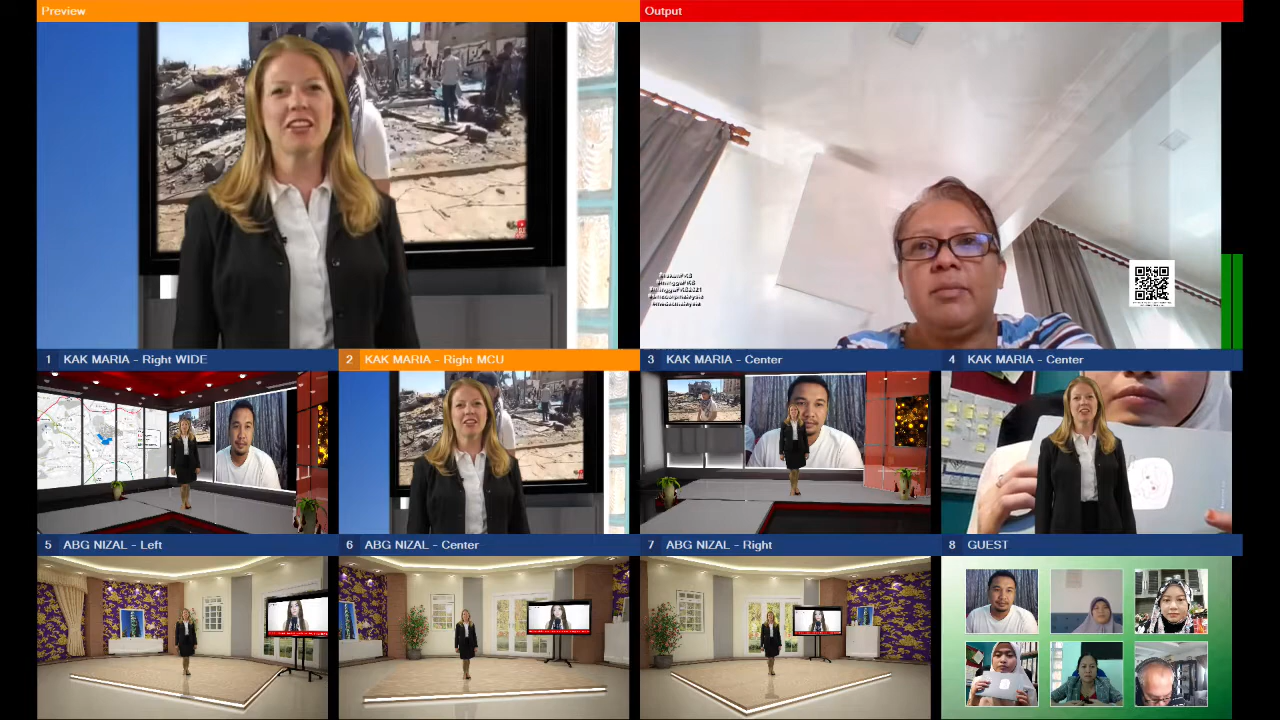 Preview
Output
1 KAK MARIA - Right WIDE
2 KAK MARIA - Right MCU
3 KAK MARIA - Center
4 KAK MARIA - Center
5 ABG NIZAL - Left
6 ABG NIZAL - Center
7 ABG NIZAL - Right
8 GUEST